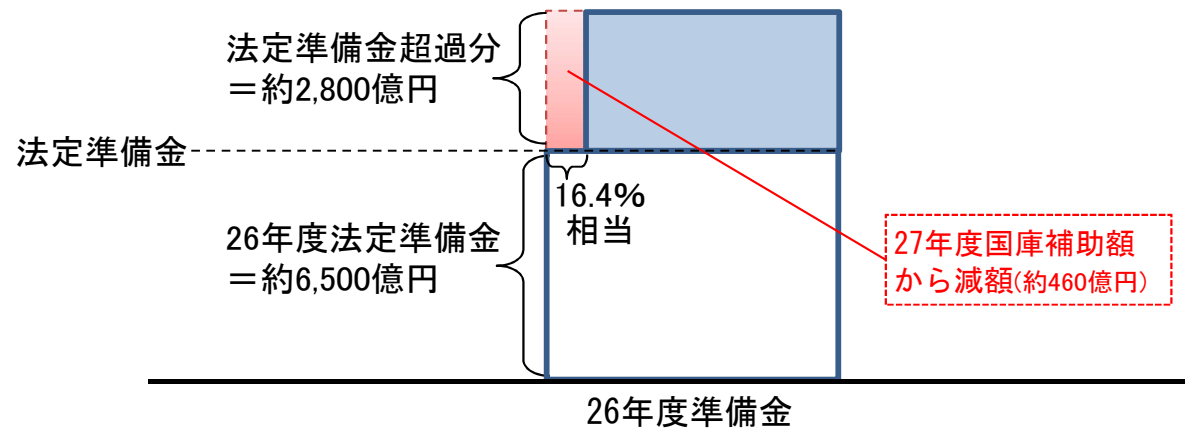 法定準備金超過分
＝約2,800億円
法定準備金
16.4%
相当
26年度法定準備金
＝約6,500億円
27年度国庫補助額
から減額(約460億円)
26年度準備金